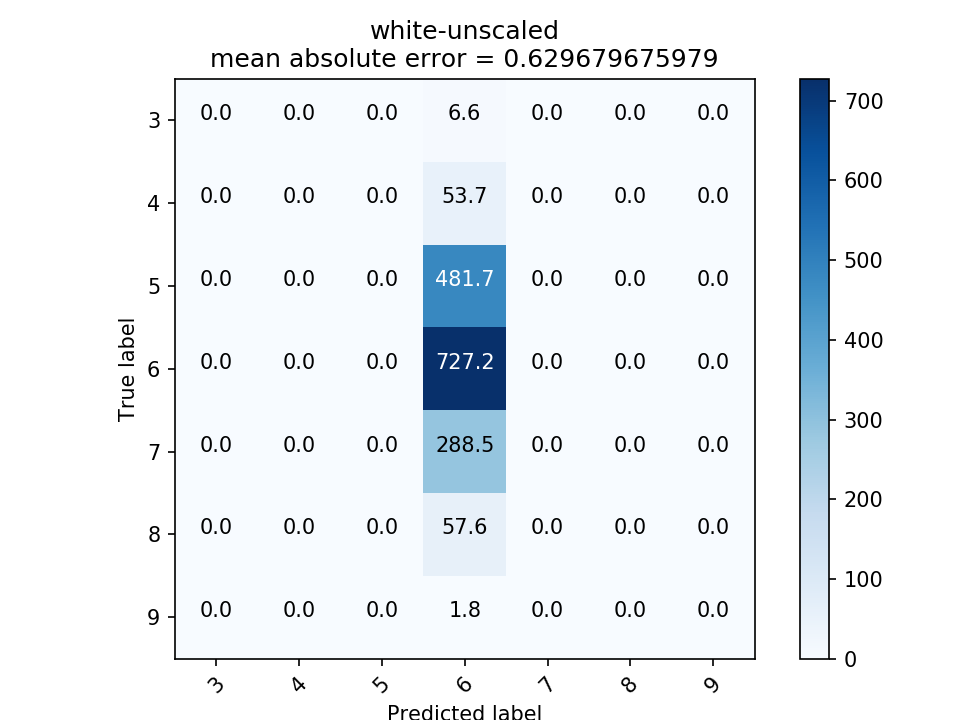 white-unscaled
mean absolute error = 0.629679675979
3 0.0 0.0 0.0 6.6 0.0 0.0 0.0
4 0.0 0.0 0.0 53.7 0.0 0.0 0.0
5 0.0 0.0 0.0 481.7 0.0 0.0 0.0
6 0.0 0.0 0.0 727.2 0.0 0.0 0.0
7 0.0 0.0 0.0 288.5 0.0 0.0 0.0
8 0.0 0.0 0.0 57.6 0.0 0.0 0.0
9 0.0 0.0 0.0 1.8 0.0 0.0 0.0
True label
3 4 5 6 7 8 9
Predicted label
700
600
500
400
300
200
100
0